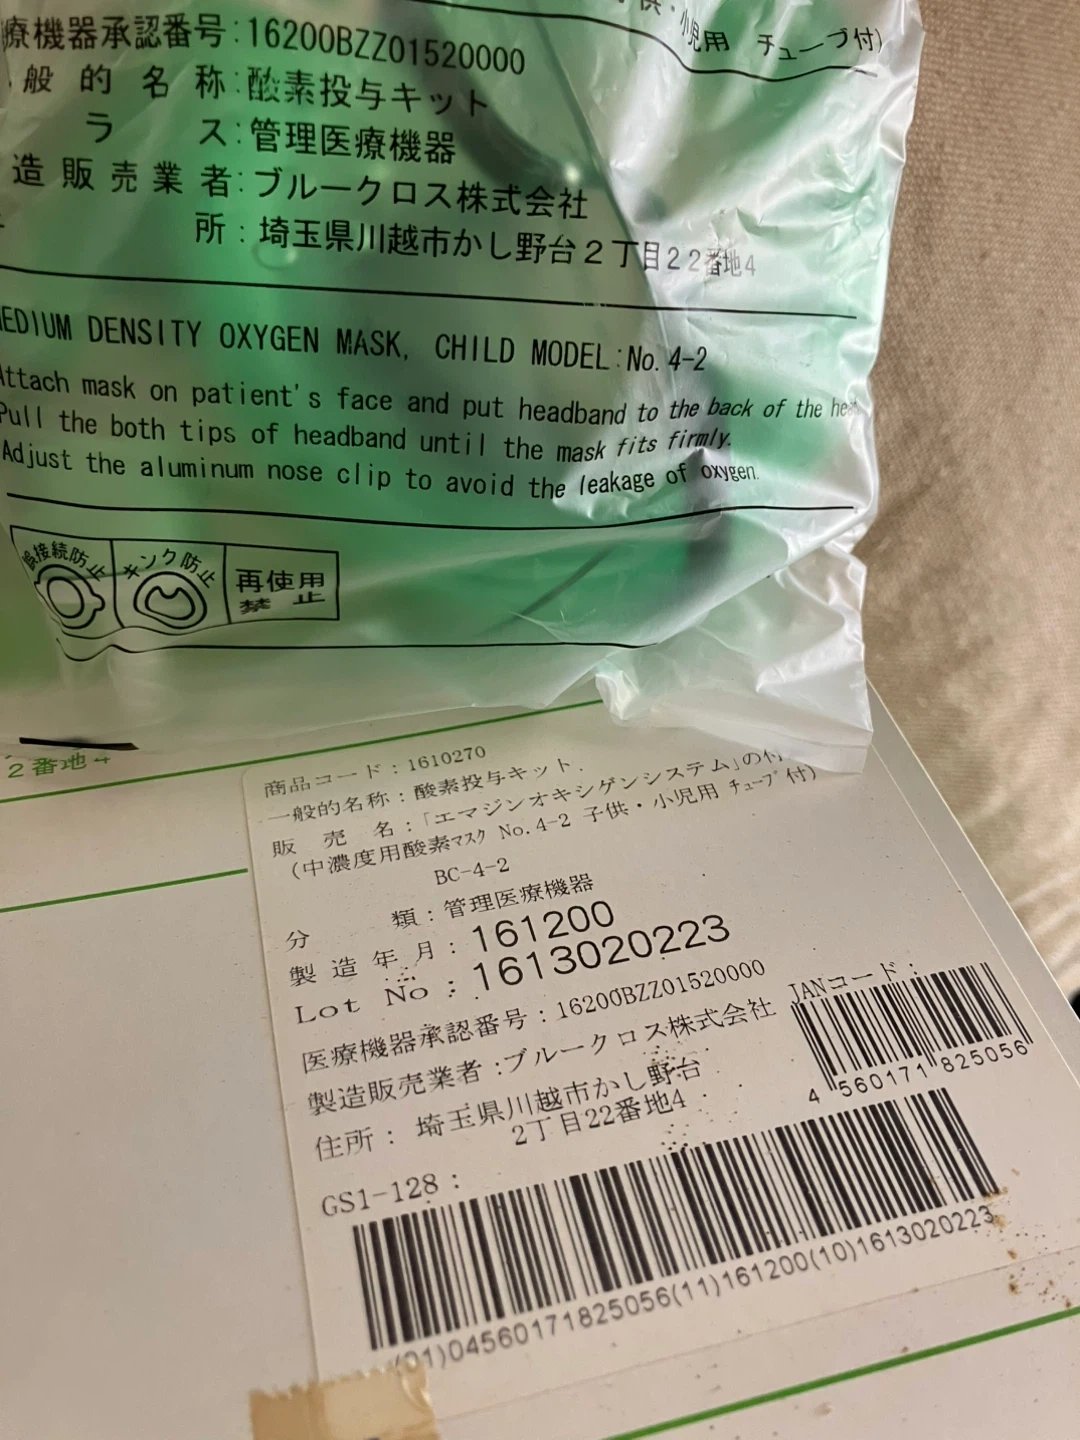 供・小児用 チューブ付)
療機器承認番号:16200BZZ01520000
般的名称:酸素投与キット
ラス:管理医療機器
造販売業者:ブルークロス株式会社
所:埼玉県川越市かし野台2丁目22番地4
MEDIUM DENSITY OXYGEN MASK, CHILD MODEL:No.4-2
Attach mask on patient's face and put headband to the back of the hea
Pull the both tips of headband until the mask fits firmly.
Adjust the aluminum nose clip to avoid the leakage of oxygen.
誤接続防止 キンク防止 再使用
禁止
2番地4
商品コード:1610270
一般的名称:酸素投与キット
販売名:「エマジンオキシゲンシステム」の付
(中濃度用酸素マスク No.4-2 子供・小児用 チューブ付)
BC-4-2
分類:管理医療機器
製造年月:161200
Lot No:1613020223
医療機器承認番号:16200BZZ01520000
製造販売業者:ブルークロス株式会社
住所:埼玉県川越市かし野台
2丁目22番地4
JANコード:
4 560171 825056
GS1-128:
(01)04560171825056(11)161200(10)1613020223